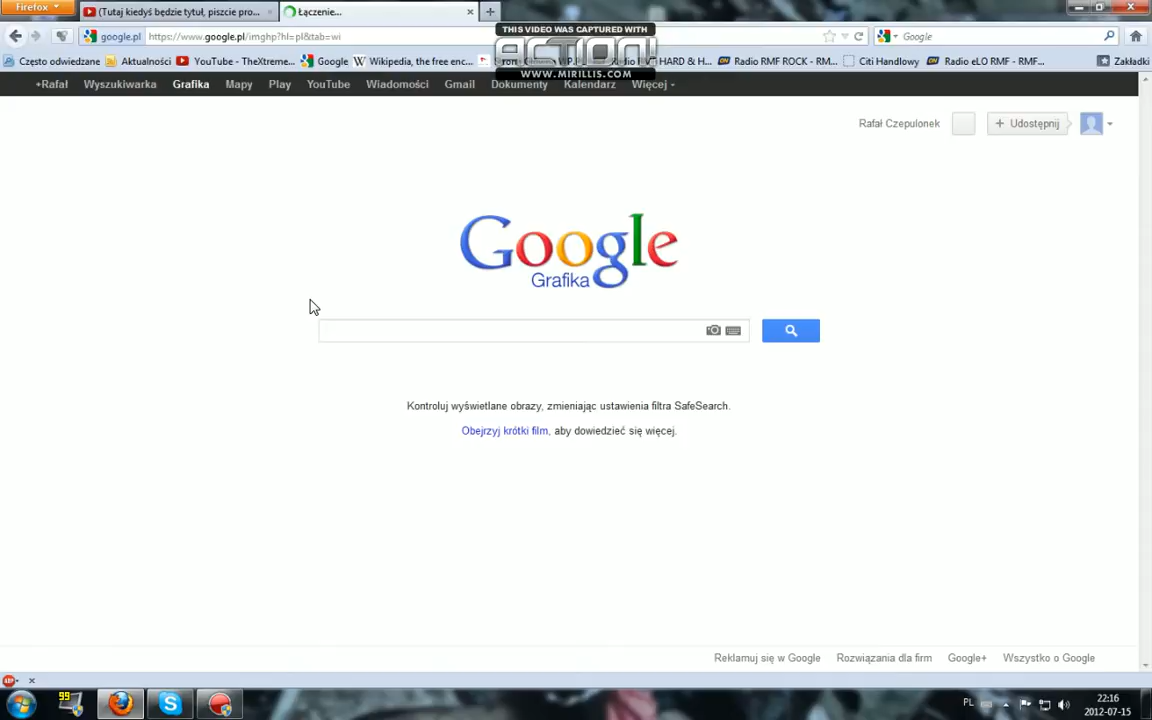 Firefox
(Tutaj kiedyś będzie tytuł, piszcie pro...
Łączenie...
THIS VIDEO WAS CAPTURED WITH
ACTION!
WWW.MIRILLIS.COM
google.pl
https://www.google.pl/imghp?hl=pl&tab=wi
Google
Często odwiedzane
Aktualności
YouTube - TheXtreme...
Google
Wikipedia, the free enc...
HARD & H...
Radio RMF ROCK - RM...
Citi Handlowy
Radio eLO RMF - RMF...
Zakładki
+Rafał Wyszukiwarka Grafika Mapy Play YouTube Wiadomości Gmail Dokumenty Kalendarz Więcej
Rafał Czepulonek
+ Udostępnij
Google
Grafika
Kontroluj wyświetlane obrazy, zmieniając ustawienia filtra SafeSearch.
Obejrzyj krótki film, aby dowiedzieć się więcej.
Reklamuj się w Google Rozwiązania dla firm Google+ Wszystko o Google
ABP
99
PL
22:16
2012-07-15